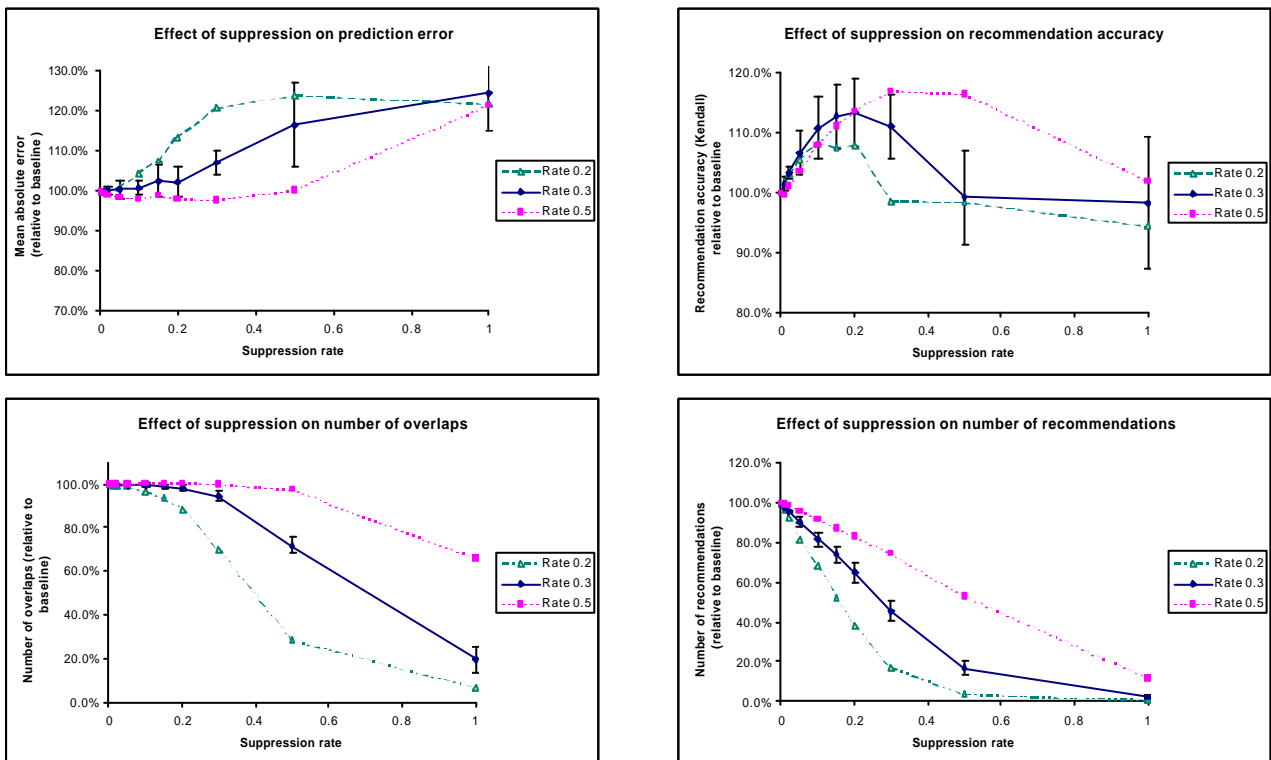 Effect of suppression on prediction error
Mean absolute error
(relative to baseline )
130.0%
120.0%
110.0%
100.0%
90.0%
80.0%
70.0%
0 0.2 0.4 0.6 0.8 1
Suppression rate
Rate 0.2
Rate 0.3
Rate 0.5
Effect of suppression on recommendation accuracy
Recommendation accuracy (Kendall)
relative to baseline
120.0%
110.0%
100.0%
90.0%
80.0%
0 0.2 0.4 0.6 0.8 1
Suppression rate
Rate 0.2
Rate 0.3
Rate 0.5
Effect of suppression on number of overlaps
Number of overlaps (relative to
baseline)
100.0%
80.0%
60.0%
40.0%
20.0%
0.0%
0 0.2 0.4 0.6 0.8 1
Suppression rate
Rate 0.2
Rate 0.3
Rate 0.5
Effect of suppression on number of recommendations
Number of recommendations
(relative to baseline)
120.0%
100.0%
80.0%
60.0%
40.0%
20.0%
0.0%
0 0.2 0.4 0.6 0.8 1
Suppression rate
Rate 0.2
Rate 0.3
Rate 0.5